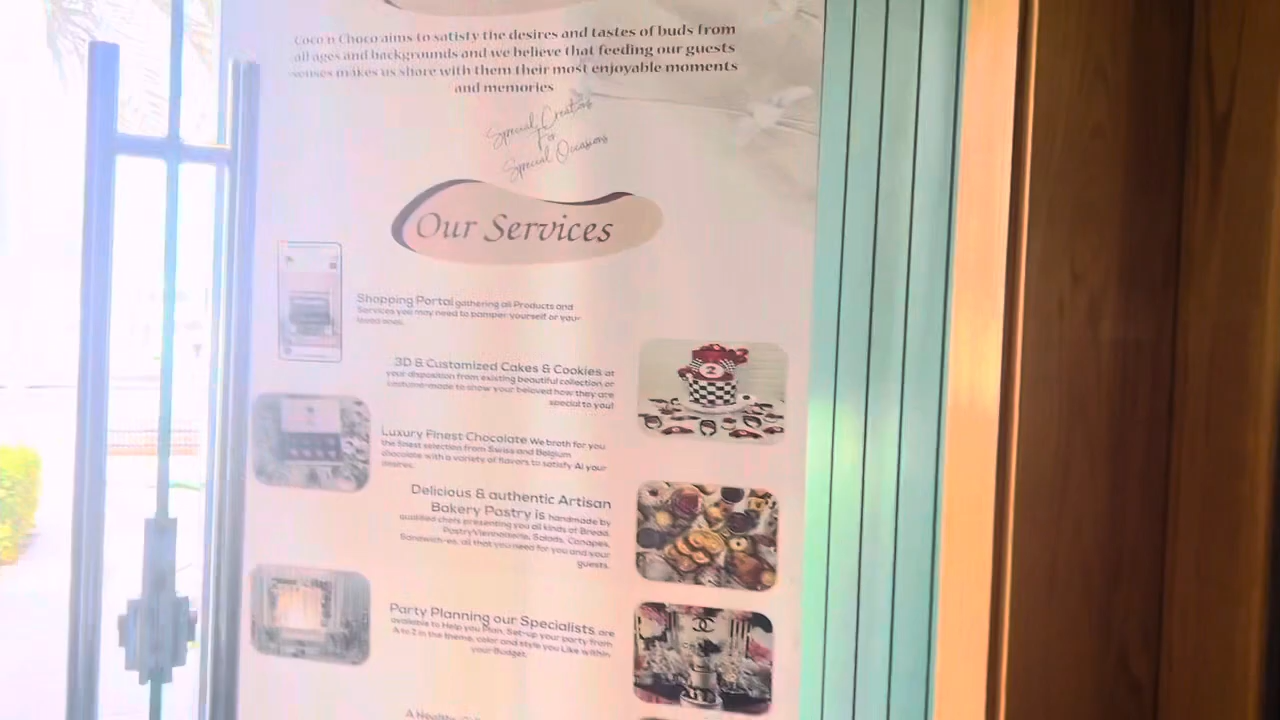 Coco'n Choco aims to satisfy the desires and tastes of buds from
all ages and backgrounds and we believe that feeding our guests
senses makes us share with them their most enjoyable moments
and memories
Special Creations
For
Special Occasions
Our Services
Shopping Portal gathering all Products and
Services you may need to pamper yourself or your
loved ones.
3D & Customized Cakes & Cookies at
your disposition from existing beautiful collection or
costume-made to show your beloved how they are
special to you!
2
Luxury Finest Chocolate We broth for you
the finest selection from Swiss and Belgium
chocolate with a variety of flavors to satisfy Al your
desires.
Delicious & authentic Artisan
Bakery Pastry is handmade by
qualified chefs presenting you all kinds of Bread,
Pastry Viennoiserie, Salads, Canapes,
Sandwich-es, all that you need for you and your
guests.
Party Planning our Specialists are
available to Help you Plan, Set-up your party from
A to Z in the theme, color and style you Like within
your Budget.
A Healthy